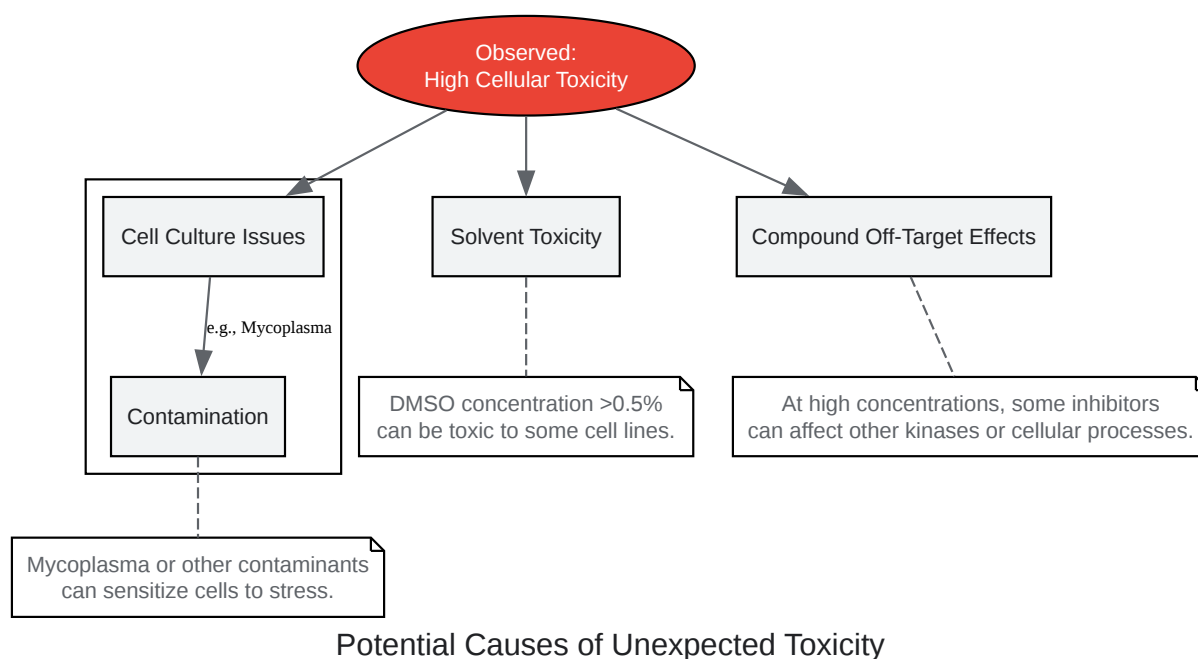 Observed:
High Cellular Toxicity
Cell Culture Issues
Solvent Toxicity
Compound Off-Target Effects
e.g., Mycoplasma
Contamination
DMSO concentration >0.5%
can be toxic to some cell lines.
At high concentrations, some inhibitors
can affect other kinases or cellular processes.
Mycoplasma or other contaminants
can sensitize cells to stress.
Potential Causes of Unexpected Toxicity